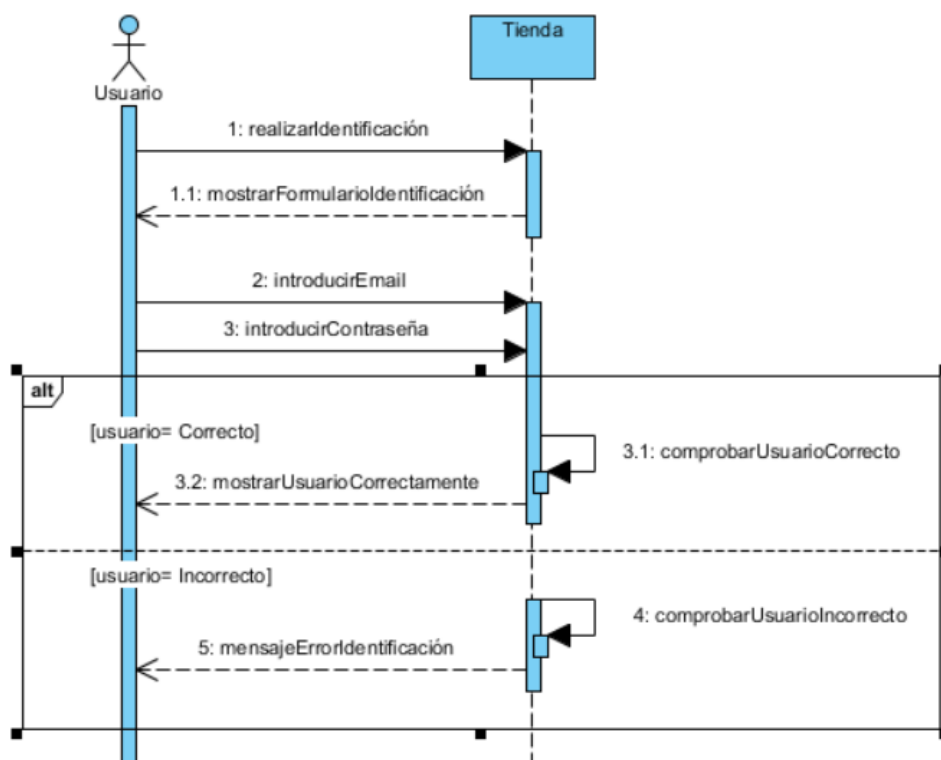 Tienda
Usuario
1: realizarIdentificación
1.1: mostrarFormularioIdentificación
2: introducirEmail
3: introducirContraseña
alt
[usuario= Correcto]
3.1: comprobarUsuarioCorrecto
3.2: mostrarUsuarioCorrectamente
[usuario= Incorrecto]
4: comprobarUsuarioIncorrecto
5: mensajeErrorIdentificación